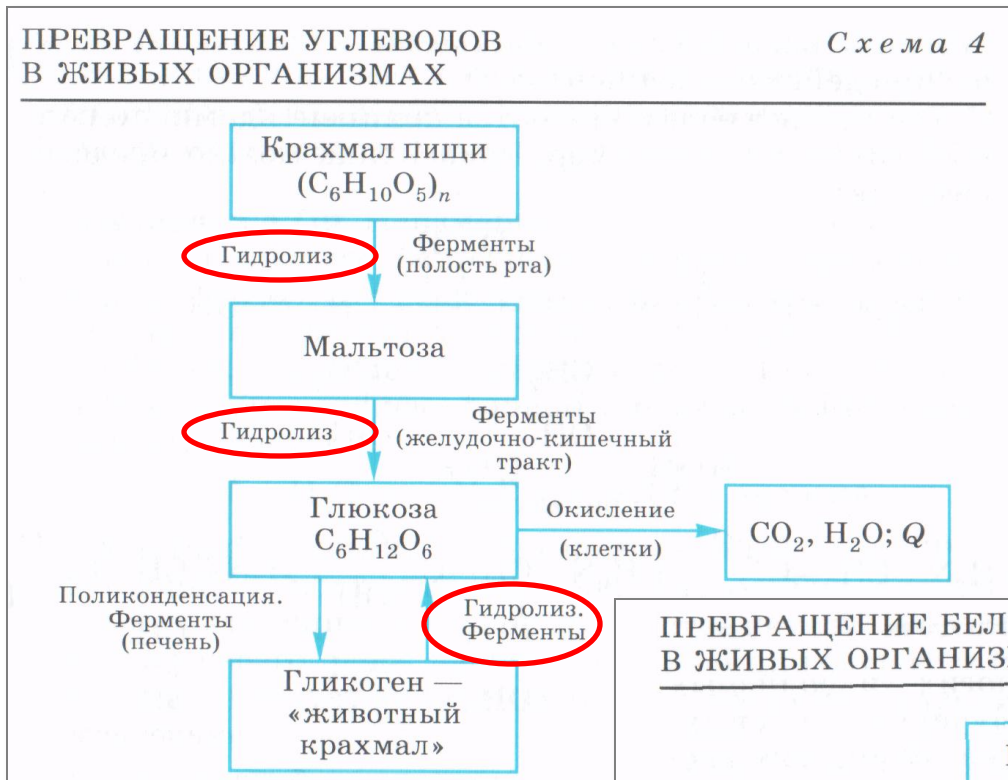 ПРЕВРАЩЕНИЕ УГЛЕВОДОВ
В ЖИВЫХ ОРГАНИЗМАХ
Схема 4
Крахмал пищи
(C₆H₁₀O₅)ₙ
Гидролиз
Ферменты
(полость рта)
Мальтоза
Гидролиз
Ферменты
(желудочно-кишечный
тракт)
Глюкоза
C₆H₁₂O₆
Окисление
(клетки)
CO₂, H₂O; Q
Поликонденсация.
Ферменты
(печень)
Гидролиз.
Ферменты
Гликоген —
«животный
крахмал»
ПРЕВРАЩЕНИЕ БЕЛ
В ЖИВЫХ ОРГАНИЗ